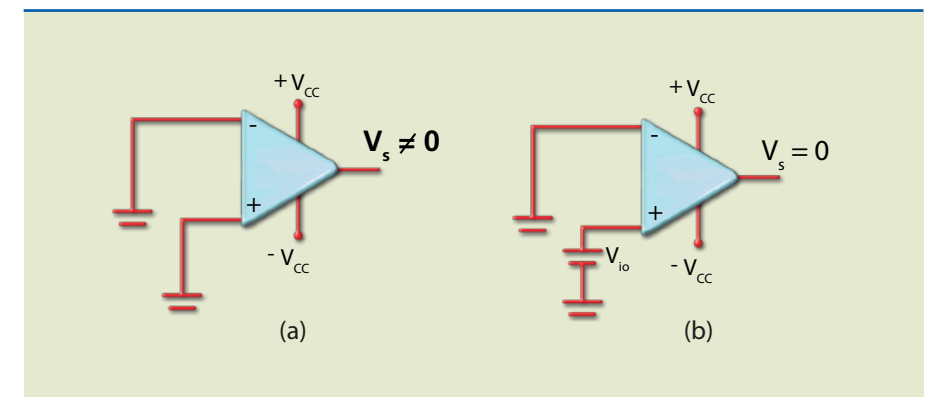 + V_CC
-
V_s ≠ 0
+
- V_CC
(a)
+ V_CC
-
V_s = 0
+
V_io
- V_CC
(b)